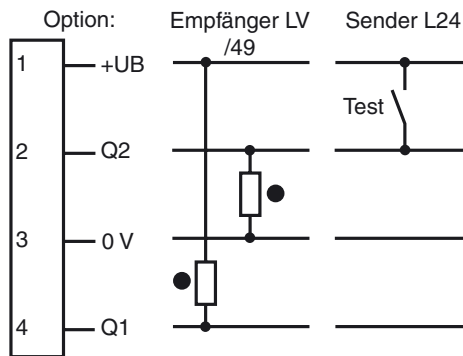 Option:
Empfänger LV
/49
Sender L24
1 +UB
Test
2 Q2
3 0 V
4 Q1